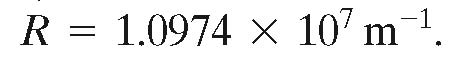 R = 1.0974 × 10⁷ m⁻¹.